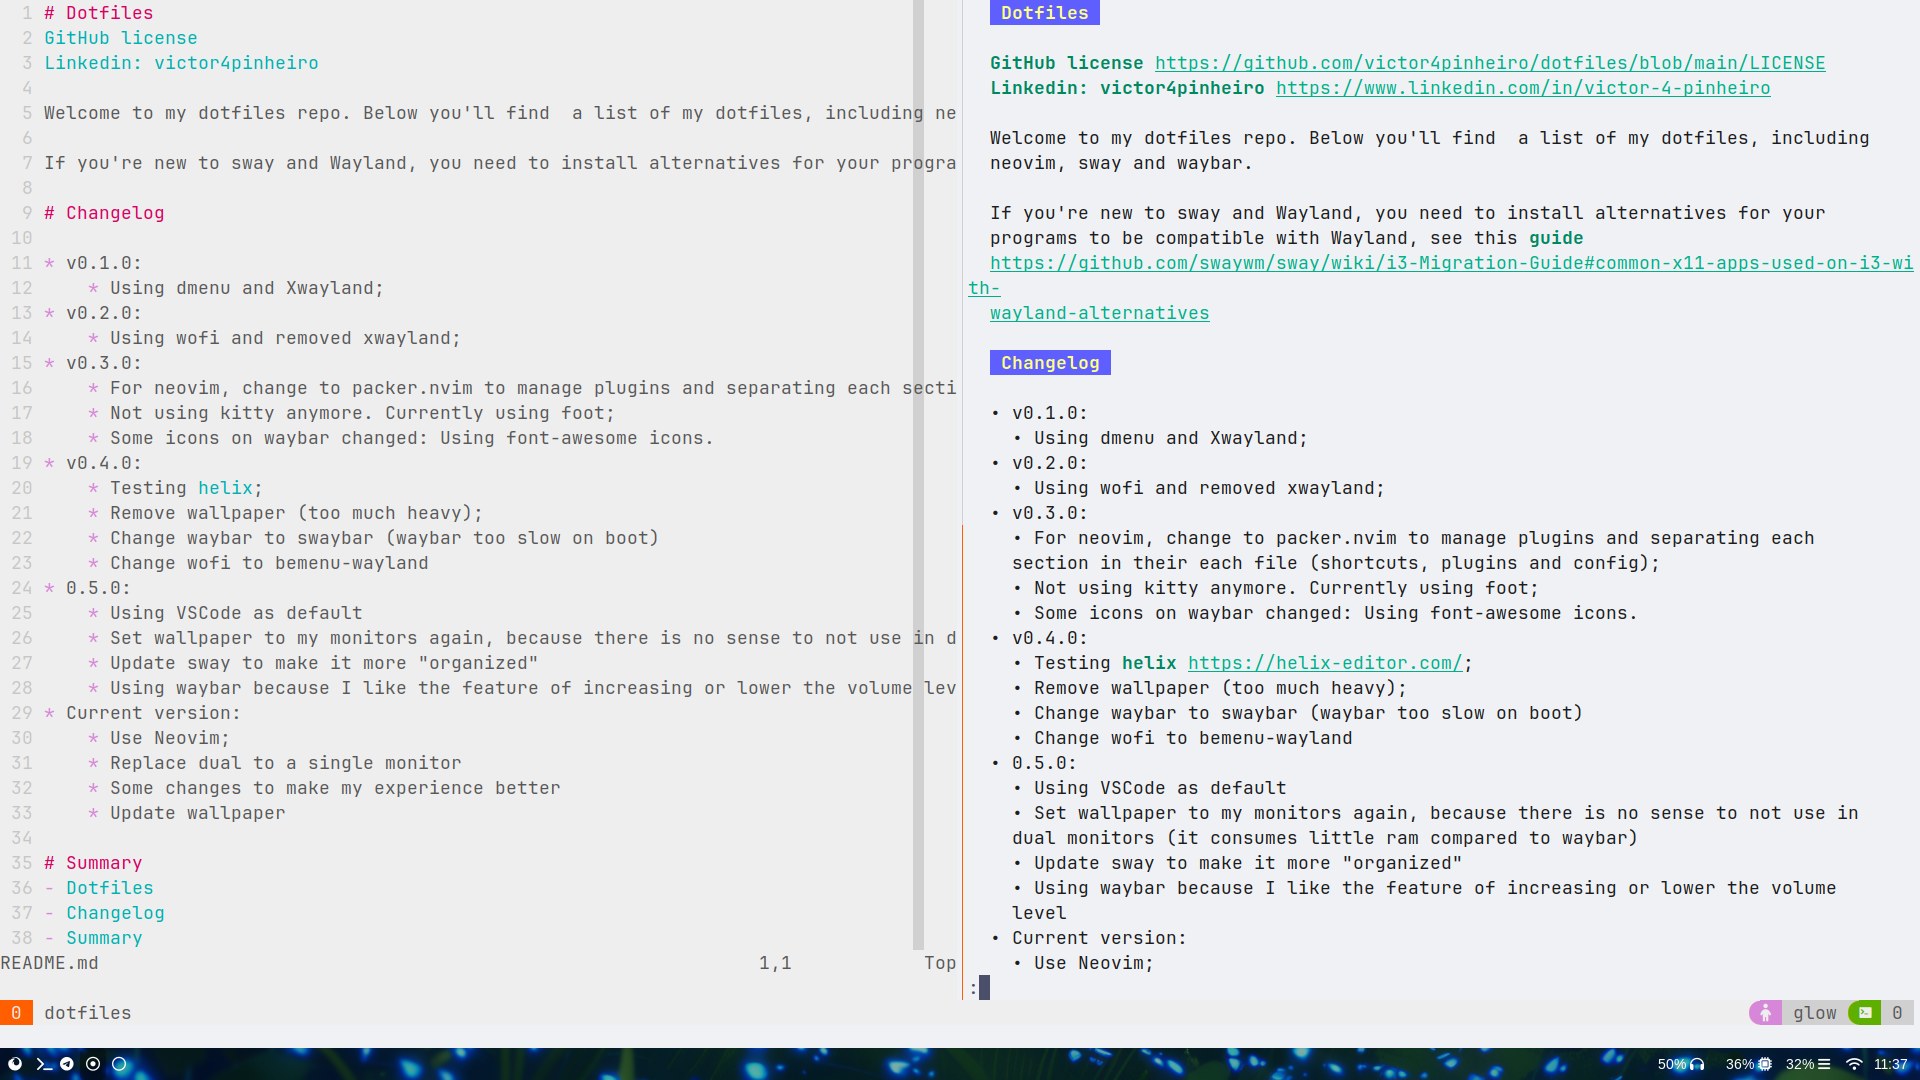 1 # Dotfiles
2 GitHub license
3 Linkedin: victor4pinheiro
4
5 Welcome to my dotfiles repo. Below you'll find  a list of my dotfiles, including ne
6
7 If you're new to sway and Wayland, you need to install alternatives for your progra
8
9 # Changelog
10
11 * v0.1.0:
12     * Using dmenu and Xwayland;
13 * v0.2.0:
14     * Using wofi and removed xwayland;
15 * v0.3.0:
16     * For neovim, change to packer.nvim to manage plugins and separating each secti
17     * Not using kitty anymore. Currently using foot;
18     * Some icons on waybar changed: Using font-awesome icons.
19 * v0.4.0:
20     * Testing helix;
21     * Remove wallpaper (too much heavy);
22     * Change waybar to swaybar (waybar too slow on boot)
23     * Change wofi to bemenu-wayland
24 * 0.5.0:
25     * Using VSCode as default
26     * Set wallpaper to my monitors again, because there is no sense to not use in d
27     * Update sway to make it more "organized"
28     * Using waybar because I like the feature of increasing or lower the volume lev
29 * Current version:
30     * Use Neovim;
31     * Replace dual to a single monitor
32     * Some changes to make my experience better
33     * Update wallpaper
34
35 # Summary
36 - Dotfiles
37 - Changelog
38 - Summary
README.md 1,1 Top
Dotfiles
GitHub license https://github.com/victor4pinheiro/dotfiles/blob/main/LICENSE
Linkedin: victor4pinheiro https://www.linkedin.com/in/victor-4-pinheiro
Welcome to my dotfiles repo. Below you'll find  a list of my dotfiles, including
neovim, sway and waybar.
If you're new to sway and Wayland, you need to install alternatives for your
programs to be compatible with Wayland, see this guide
https://github.com/swaywm/sway/wiki/i3-Migration-Guide#common-x11-apps-used-on-i3-wi
th-
wayland-alternatives
Changelog
• v0.1.0:
• Using dmenu and Xwayland;
• v0.2.0:
• Using wofi and removed xwayland;
• v0.3.0:
• For neovim, change to packer.nvim to manage plugins and separating each
section in their each file (shortcuts, plugins and config);
• Not using kitty anymore. Currently using foot;
• Some icons on waybar changed: Using font-awesome icons.
• v0.4.0:
• Testing helix https://helix-editor.com/;
• Remove wallpaper (too much heavy);
• Change waybar to swaybar (waybar too slow on boot)
• Change wofi to bemenu-wayland
• 0.5.0:
• Using VSCode as default
• Set wallpaper to my monitors again, because there is no sense to not use in
dual monitors (it consumes little ram compared to waybar)
• Update sway to make it more "organized"
• Using waybar because I like the feature of increasing or lower the volume
level
• Current version:
• Use Neovim;
:
0 dotfiles
glow 0
50% 36% 32% 11:37